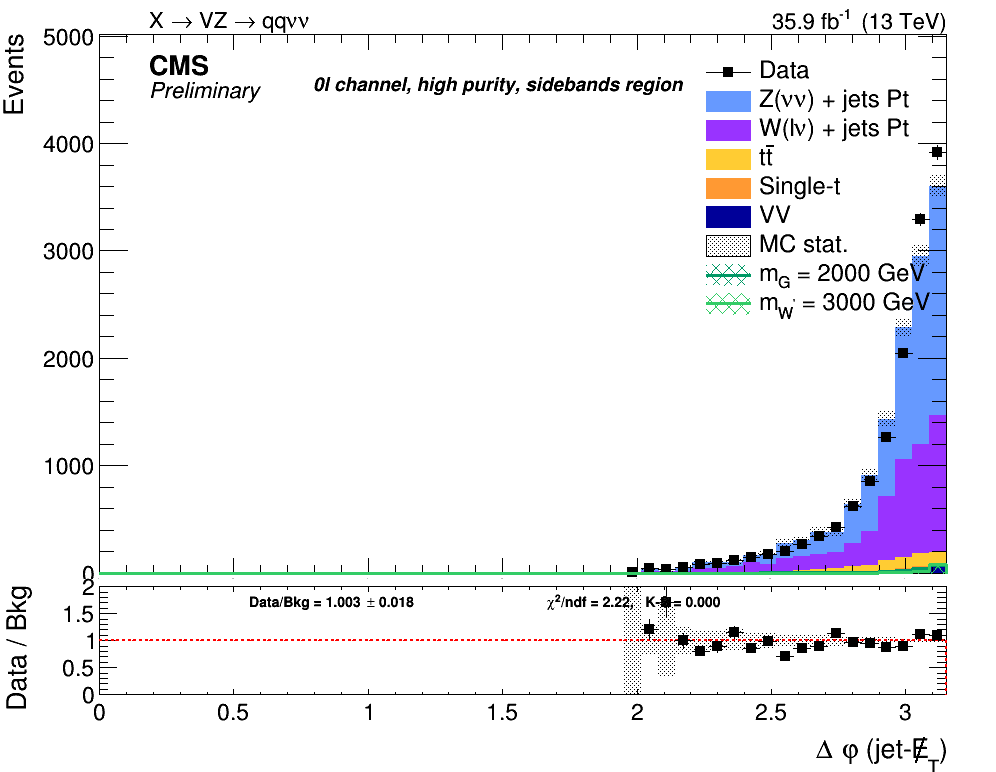 X → VZ → qqνν
35.9 fb⁻¹ (13 TeV)
Events
5000
4000
3000
2000
1000
0
CMS
Preliminary
0l channel, high purity, sidebands region
Data
Z(νν) + jets Pt
W(lν) + jets Pt
tt̄
Single-t
VV
MC stat.
m_G = 2000 GeV
m_W' = 3000 GeV
Data / Bkg
2
1.5
1
0.5
0
Data/Bkg = 1.003 ± 0.018
χ²/ndf = 2.22, K-S = 0.000
0
0.5
1
1.5
2
2.5
3
Δ φ (jet-E̸_T)